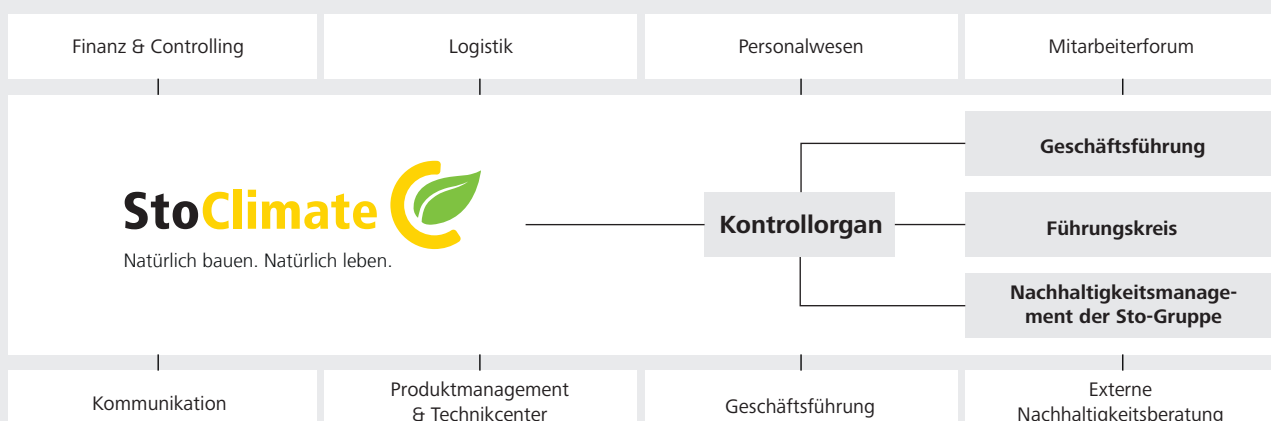 Finanz & Controlling
Logistik
Personalwesen
Mitarbeiterforum
StoClimate
Natürlich bauen. Natürlich leben.
Kontrollorgan
Geschäftsführung
Führungskreis
Nachhaltigkeitsmanage-
ment der Sto-Gruppe
Kommunikation
Produktmanagement
& Technikcenter
Geschäftsführung
Externe
Nachhaltigkeitsberatung